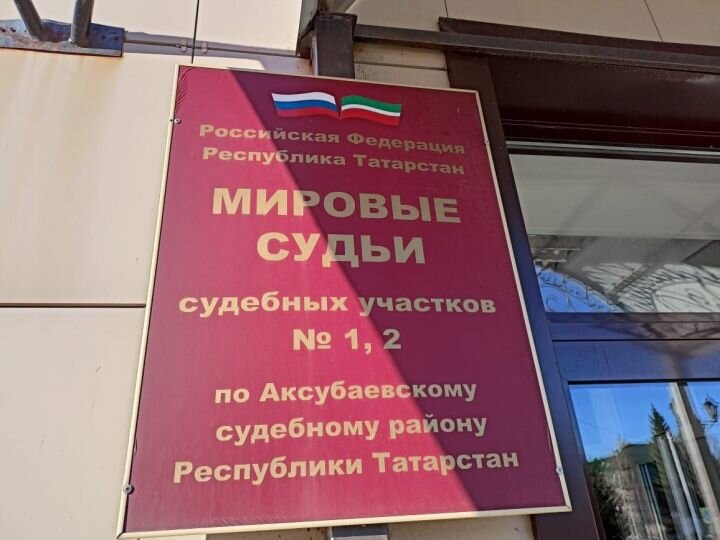 Российская Федерация
Республика Татарстан
МИРОВЫЕ
СУДЬИ
судебных участков
№ 1, 2
по Аксубаевскому
судебному району
Республики Татарстан